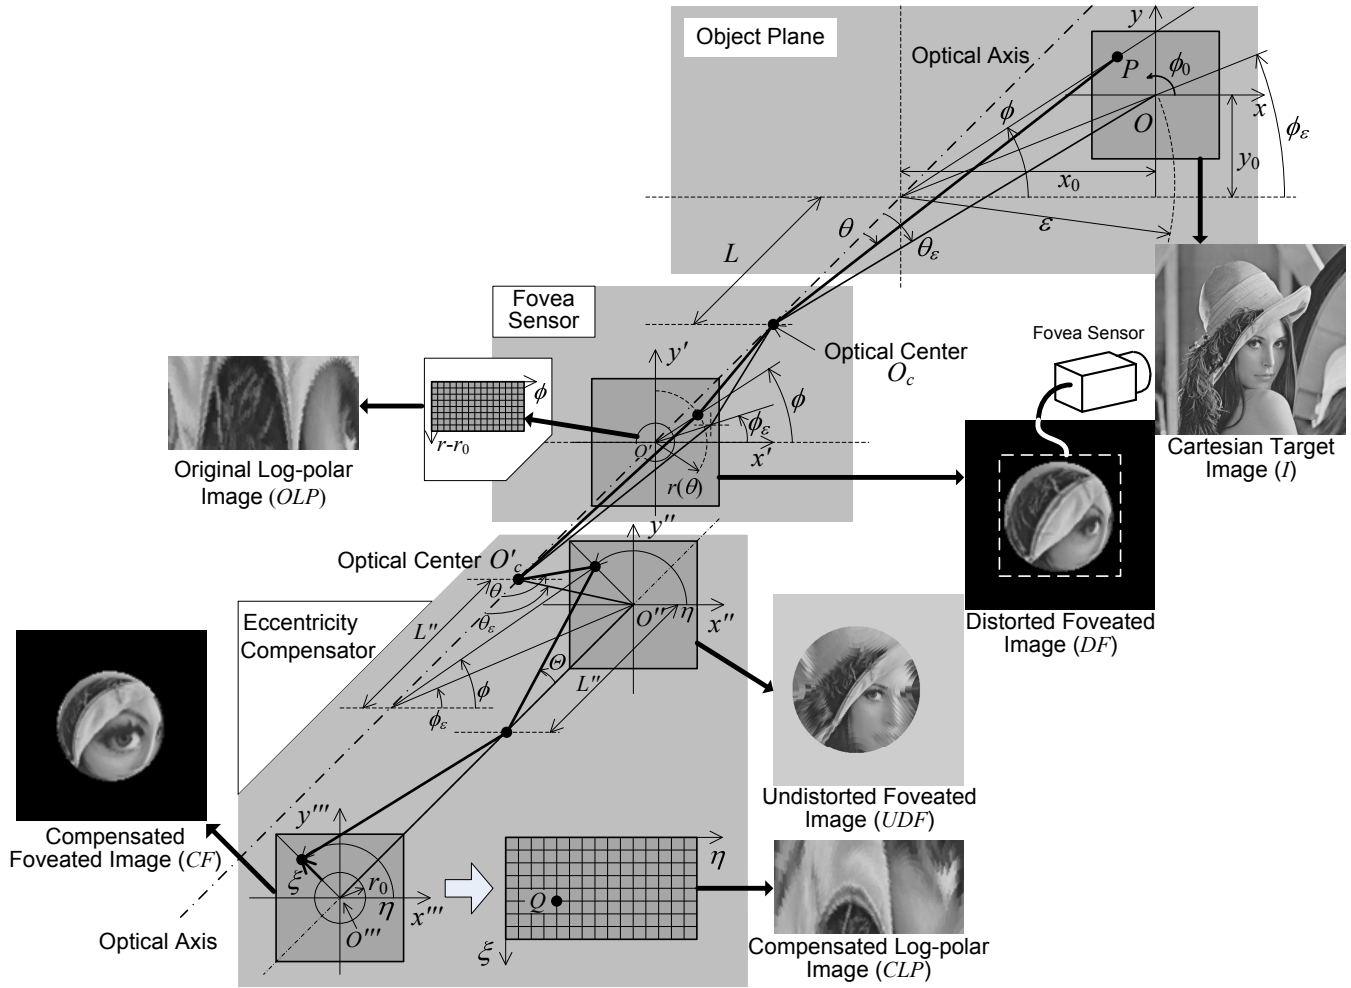 Object Plane
Optical Axis
y
P
ϕ₀
x
O
ϕ
ϕε
y₀
x₀
ε
θ
θε
L
Fovea
Sensor
y'
Optical Center
Oc
Fovea Sensor
Cartesian Target
Image (I)
ϕ
r-r₀
Original Log-polar
Image (OLP)
ϕ
ϕε
O'
x'
r(θ)
y''
Optical Center O'c
θ
θε
O''
η
x''
Distorted Foveated
Image (DF)
Eccentricity
Compensator
L''
Θ
L''
ϕ
ϕε
Undistorted Foveated
Image (UDF)
Compensated
Foveated Image (CF)
y'''
ξ
r₀
η
x'''
O'''
Optical Axis
η
Q
ξ
Compensated Log-polar
Image (CLP)